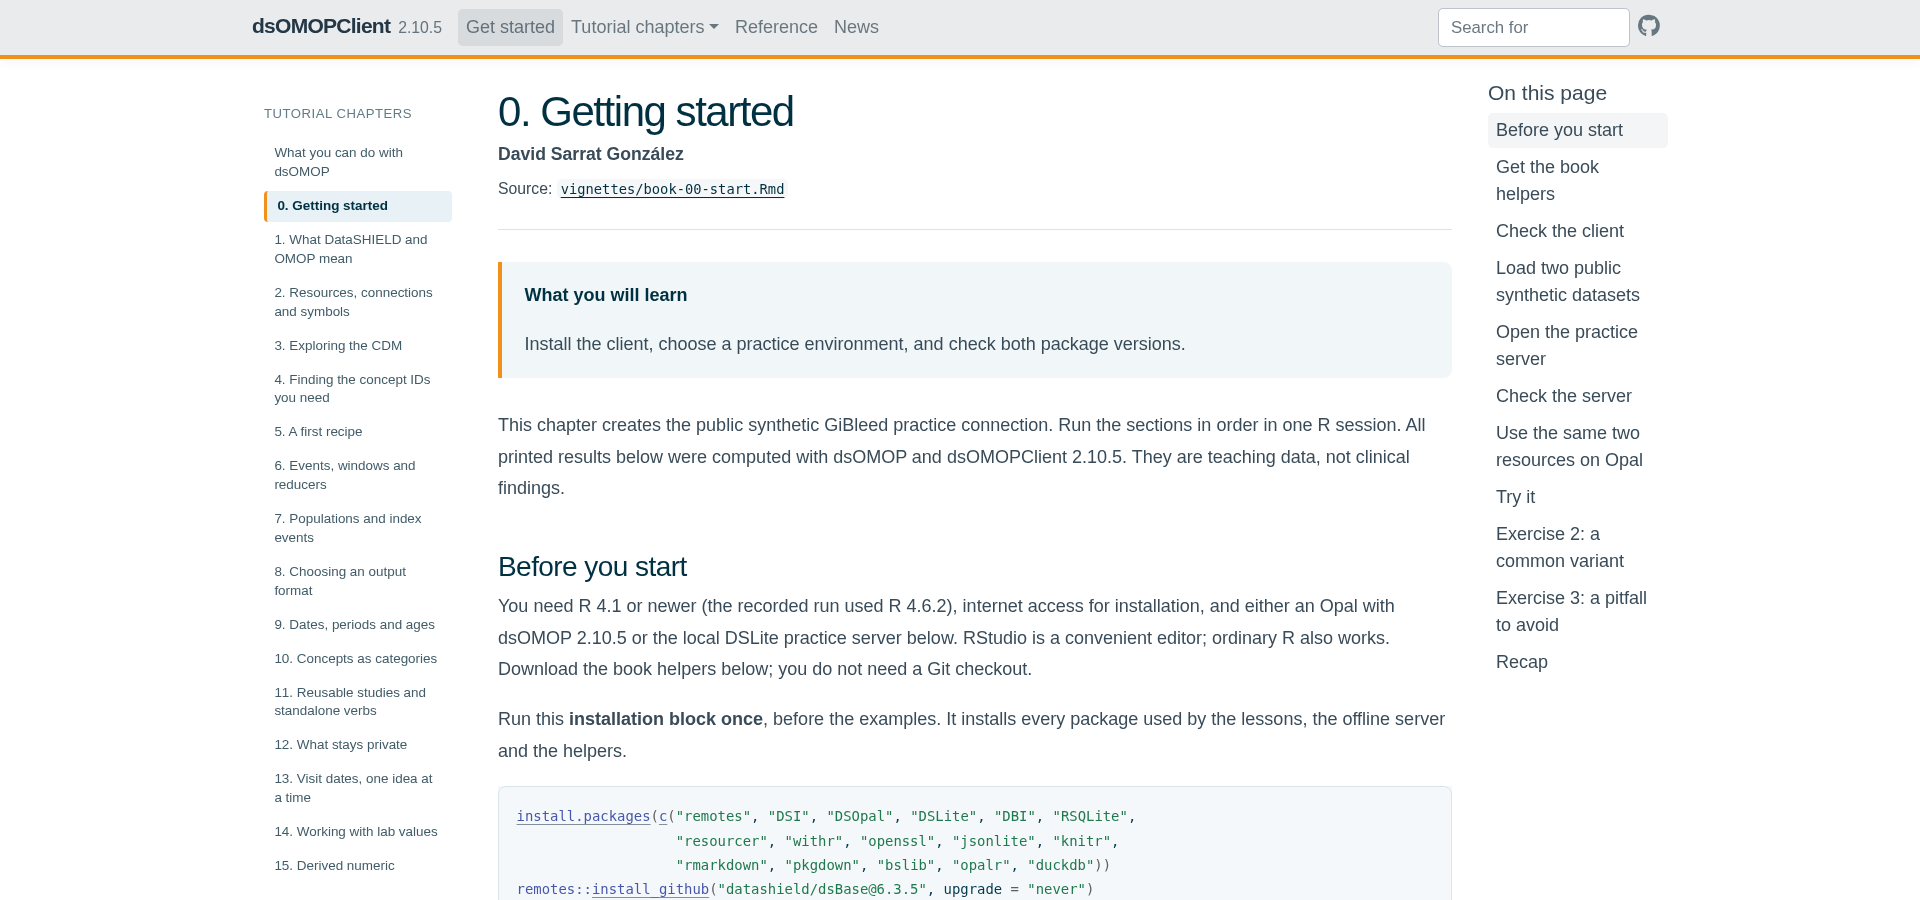 dsOMOPClient 2.10.5 Get started Tutorial chapters Reference News Search for
TUTORIAL CHAPTERS
What you can do with
dsOMOP
0. Getting started
1. What DataSHIELD and
OMOP mean
2. Resources, connections
and symbols
3. Exploring the CDM
4. Finding the concept IDs
you need
5. A first recipe
6. Events, windows and
reducers
7. Populations and index
events
8. Choosing an output
format
9. Dates, periods and ages
10. Concepts as categories
11. Reusable studies and
standalone verbs
12. What stays private
13. Visit dates, one idea at
a time
14. Working with lab values
15. Derived numeric
0. Getting started
David Sarrat González
Source: vignettes/book-00-start.Rmd
What you will learn
Install the client, choose a practice environment, and check both package versions.
This chapter creates the public synthetic GiBleed practice connection. Run the sections in order in one R session. All
printed results below were computed with dsOMOP and dsOMOPClient 2.10.5. They are teaching data, not clinical
findings.
Before you start
You need R 4.1 or newer (the recorded run used R 4.6.2), internet access for installation, and either an Opal with
dsOMOP 2.10.5 or the local DSLite practice server below. RStudio is a convenient editor; ordinary R also works.
Download the book helpers below; you do not need a Git checkout.
Run this installation block once, before the examples. It installs every package used by the lessons, the offline server
and the helpers.
install.packages(c("remotes", "DSI", "DSOpal", "DSLite", "DBI", "RSQLite",
"resourcer", "withr", "openssl", "jsonlite", "knitr",
"rmarkdown", "pkgdown", "bslib", "opalr", "duckdb"))
remotes::install_github("datashield/dsBase@6.3.5", upgrade = "never")
On this page
Before you start
Get the book
helpers
Check the client
Load two public
synthetic datasets
Open the practice
server
Check the server
Use the same two
resources on Opal
Try it
Exercise 2: a
common variant
Exercise 3: a pitfall
to avoid
Recap